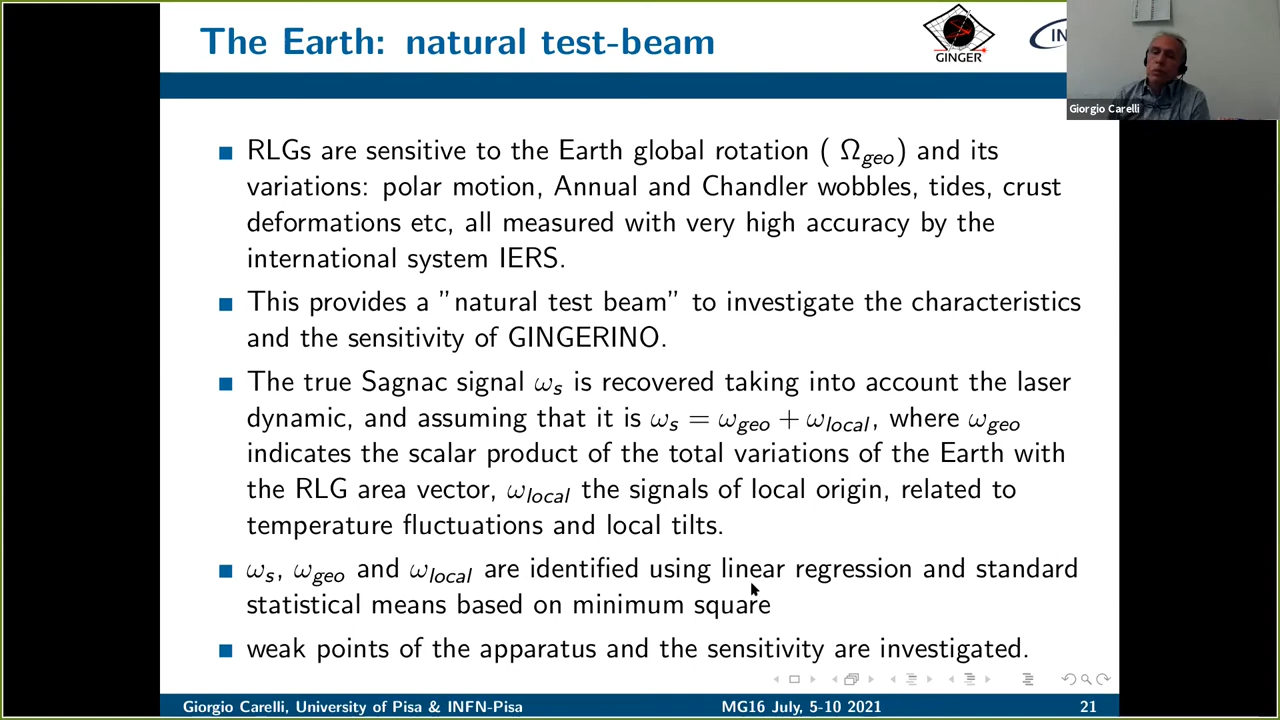 The Earth: natural test-beam
GINGER
IN
Giorgio Carelli
RLGs are sensitive to the Earth global rotation ( Ω_geo) and its
variations: polar motion, Annual and Chandler wobbles, tides, crust
deformations etc, all measured with very high accuracy by the
international system IERS.
This provides a ”natural test beam” to investigate the characteristics
and the sensitivity of GINGERINO.
The true Sagnac signal ω_s is recovered taking into account the laser
dynamic, and assuming that it is ω_s = ω_geo + ω_local, where ω_geo
indicates the scalar product of the total variations of the Earth with
the RLG area vector, ω_local the signals of local origin, related to
temperature fluctuations and local tilts.
ω_s, ω_geo and ω_local are identified using linear regression and standard
statistical means based on minimum square
weak points of the apparatus and the sensitivity are investigated.
Giorgio Carelli, University of Pisa & INFN-Pisa
MG16 July, 5-10 2021
21